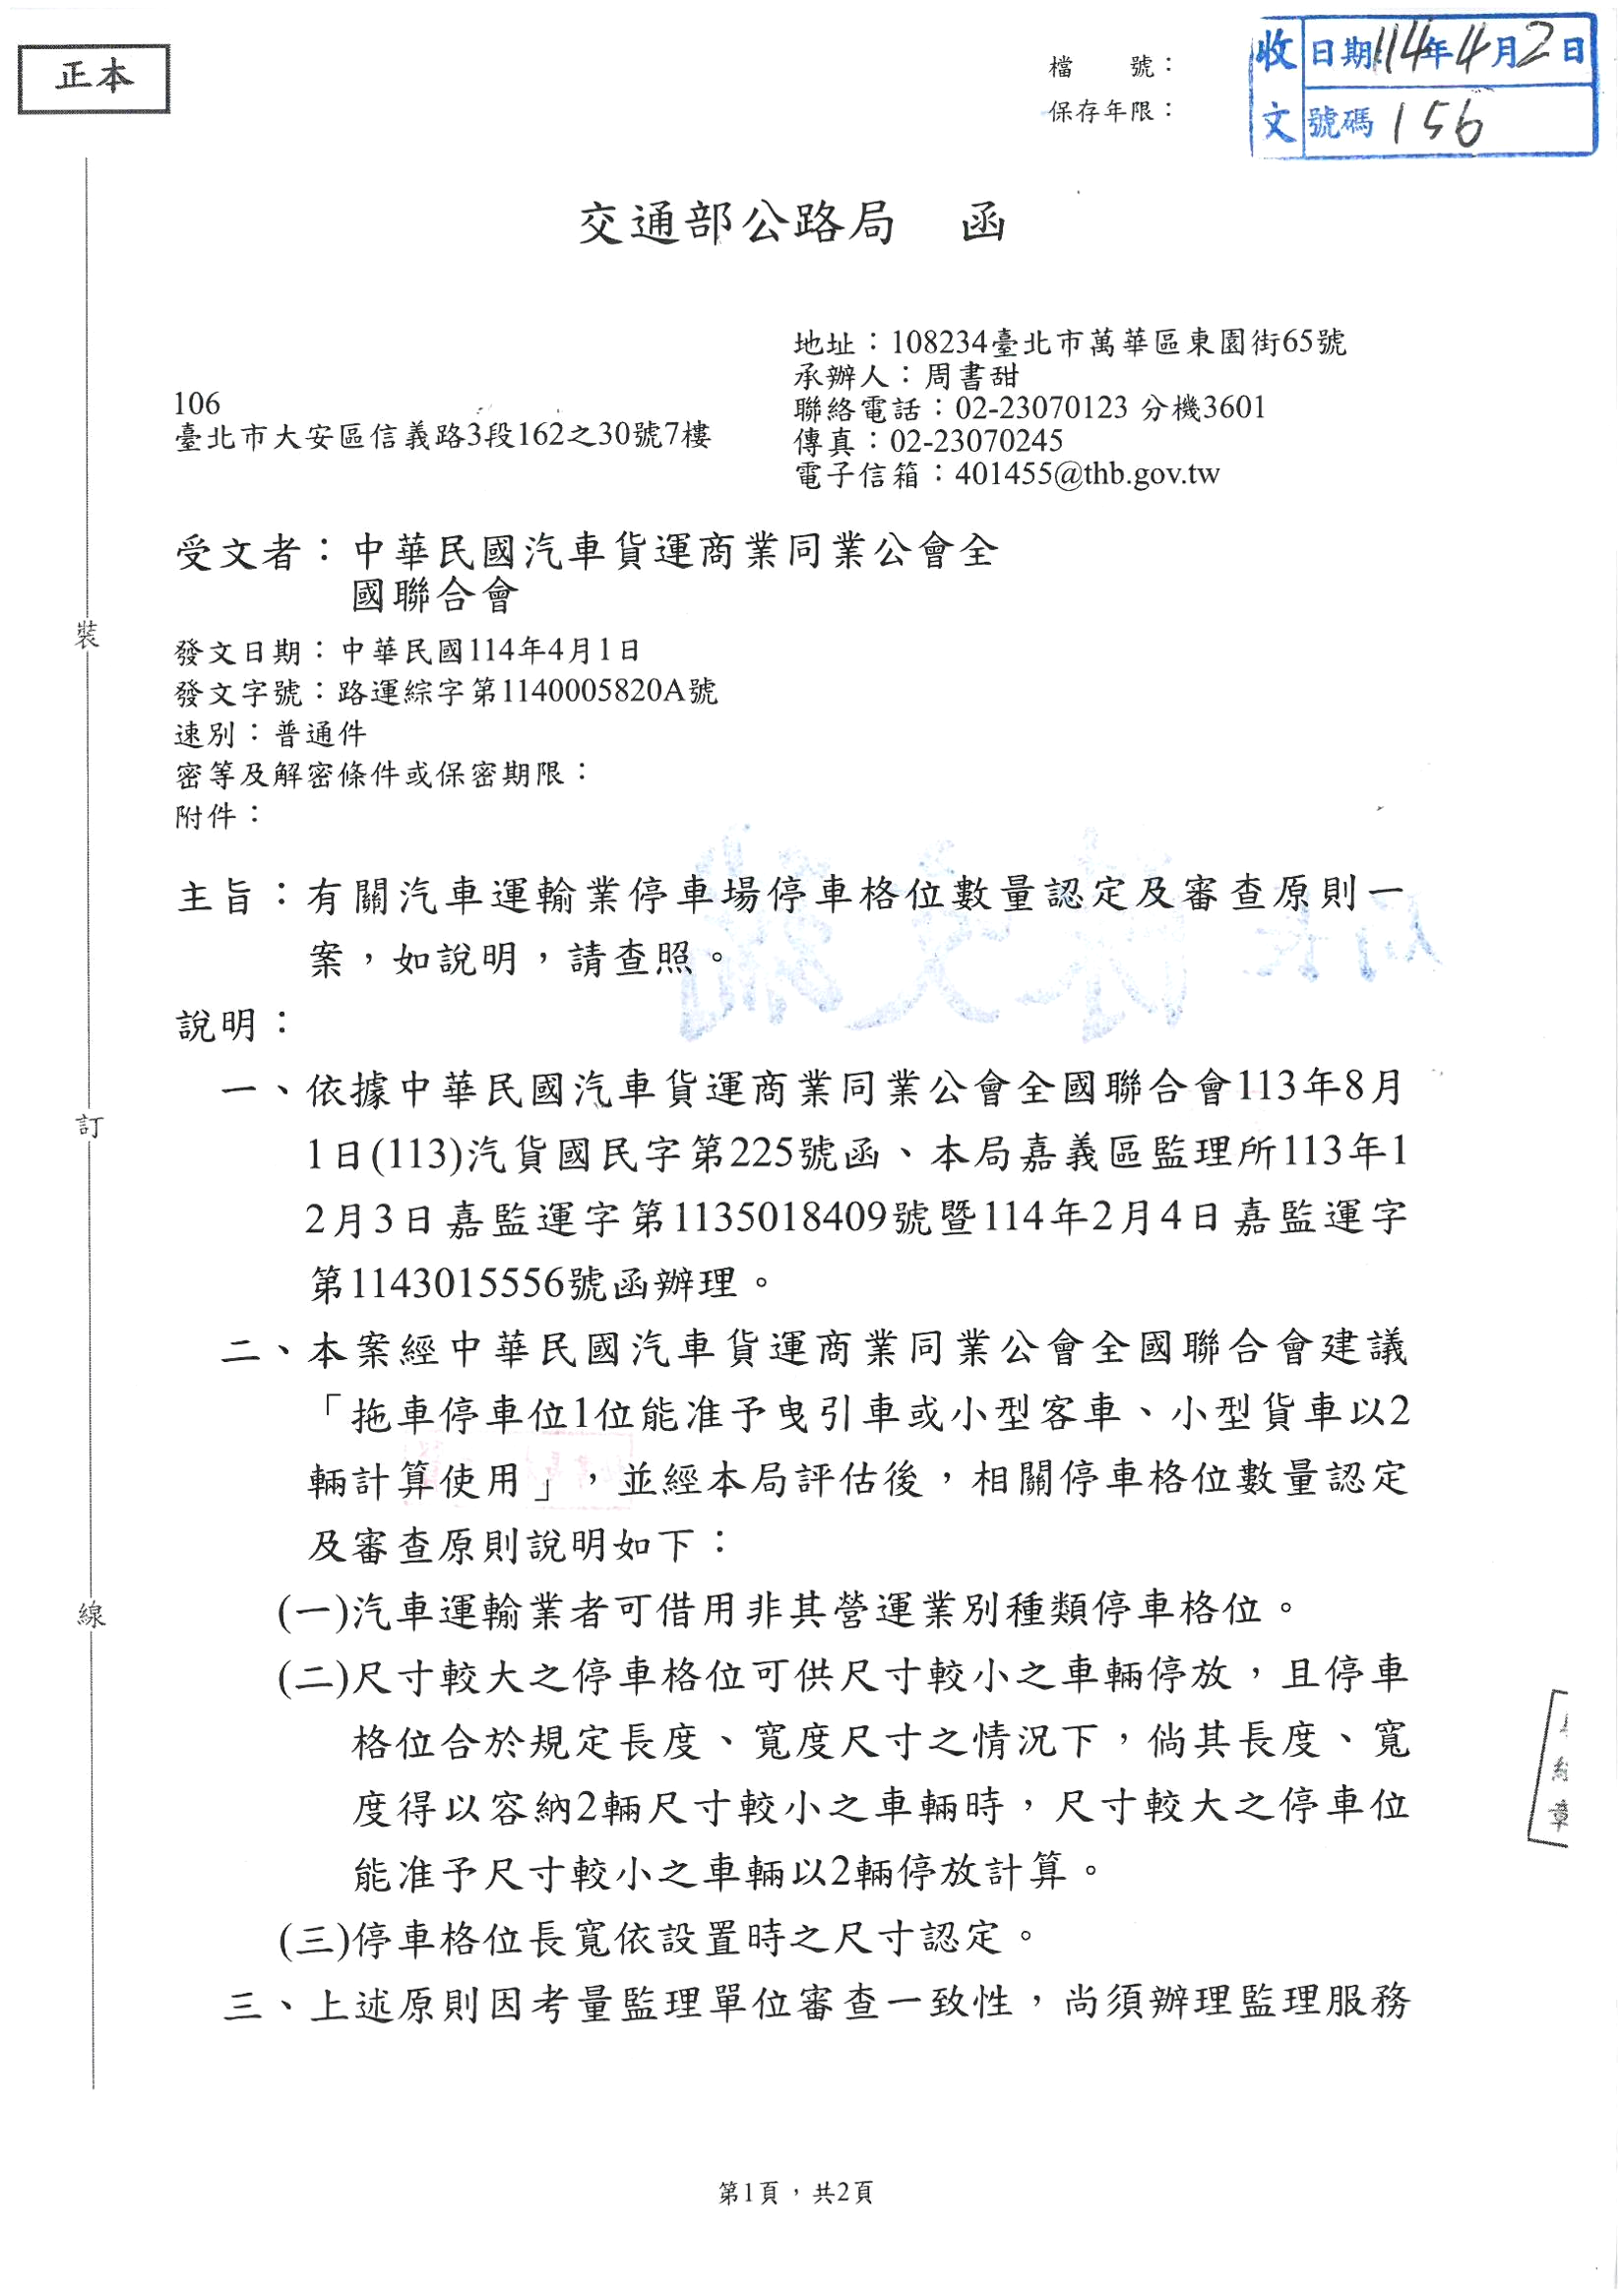 正本
檔　　號：
保存年限：
收文
日期114年4月2日
號碼 156
交通部公路局　函
地址：108234臺北市萬華區東園街65號
承辦人：周書甜
聯絡電話：02-23070123 分機3601
傳真：02-23070245
電子信箱：401455@thb.gov.tw
106
臺北市大安區信義路3段162之30號7樓
受文者：中華民國汽車貨運商業同業公會全
國聯合會
發文日期：中華民國114年4月1日
發文字號：路運綜字第1140005820A號
速別：普通件
密等及解密條件或保密期限：
附件：
主旨：有關汽車運輸業停車場停車格位數量認定及審查原則一
案，如說明，請查照。
說明：
一、依據中華民國汽車貨運商業同業公會全國聯合會113年8月
1日(113)汽貨國民字第225號函、本局嘉義區監理所113年1
2月3日嘉監運字第1135018409號暨114年2月4日嘉監運字
第1143015556號函辦理。
二、本案經中華民國汽車貨運商業同業公會全國聯合會建議
「拖車停車位1位能准予曳引車或小型客車、小型貨車以2
輛計算使用」，並經本局評估後，相關停車格位數量認定
及審查原則說明如下：
(一)汽車運輸業者可借用非其營運業別種類停車格位。
(二)尺寸較大之停車格位可供尺寸較小之車輛停放，且停車
格位合於規定長度、寬度尺寸之情況下，倘其長度、寬
度得以容納2輛尺寸較小之車輛時，尺寸較大之停車位
能准予尺寸較小之車輛以2輛停放計算。
(三)停車格位長寬依設置時之尺寸認定。
三、上述原則因考量監理單位審查一致性，尚須辦理監理服務
裝
訂
線
章
第1頁，共2頁